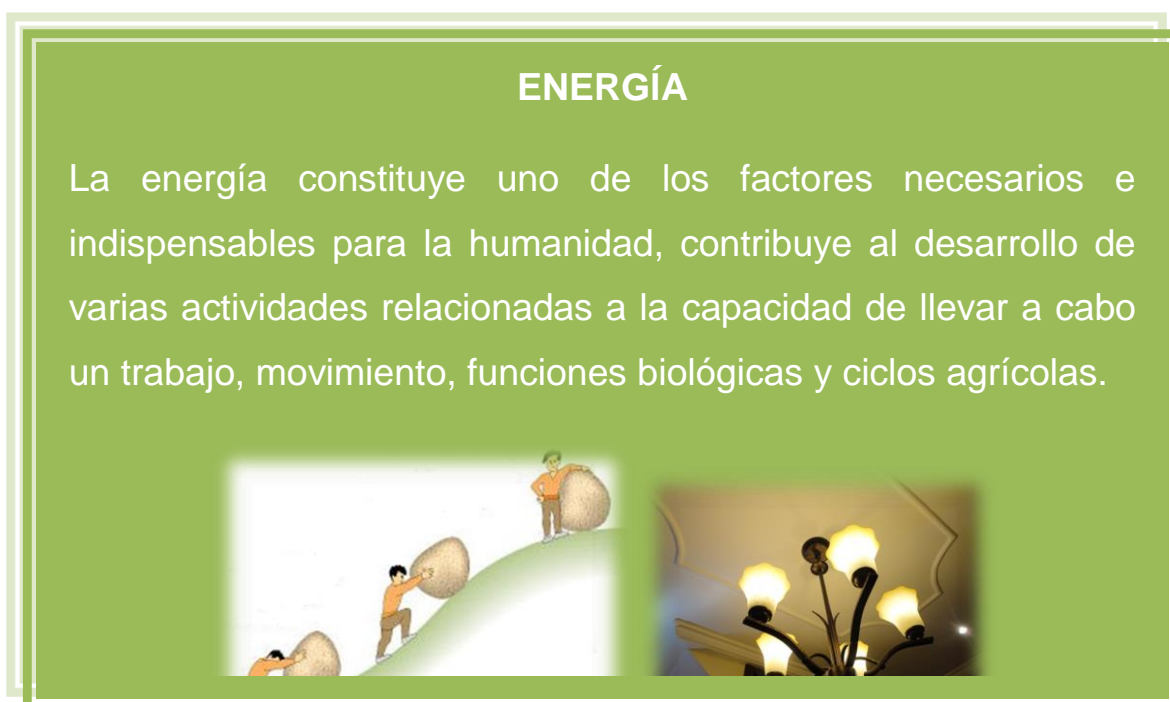 ENERGÍA
La energía constituye uno de los factores necesarios e
indispensables para la humanidad, contribuye al desarrollo de
varias actividades relacionadas a la capacidad de llevar a cabo
un trabajo, movimiento, funciones biológicas y ciclos agrícolas.